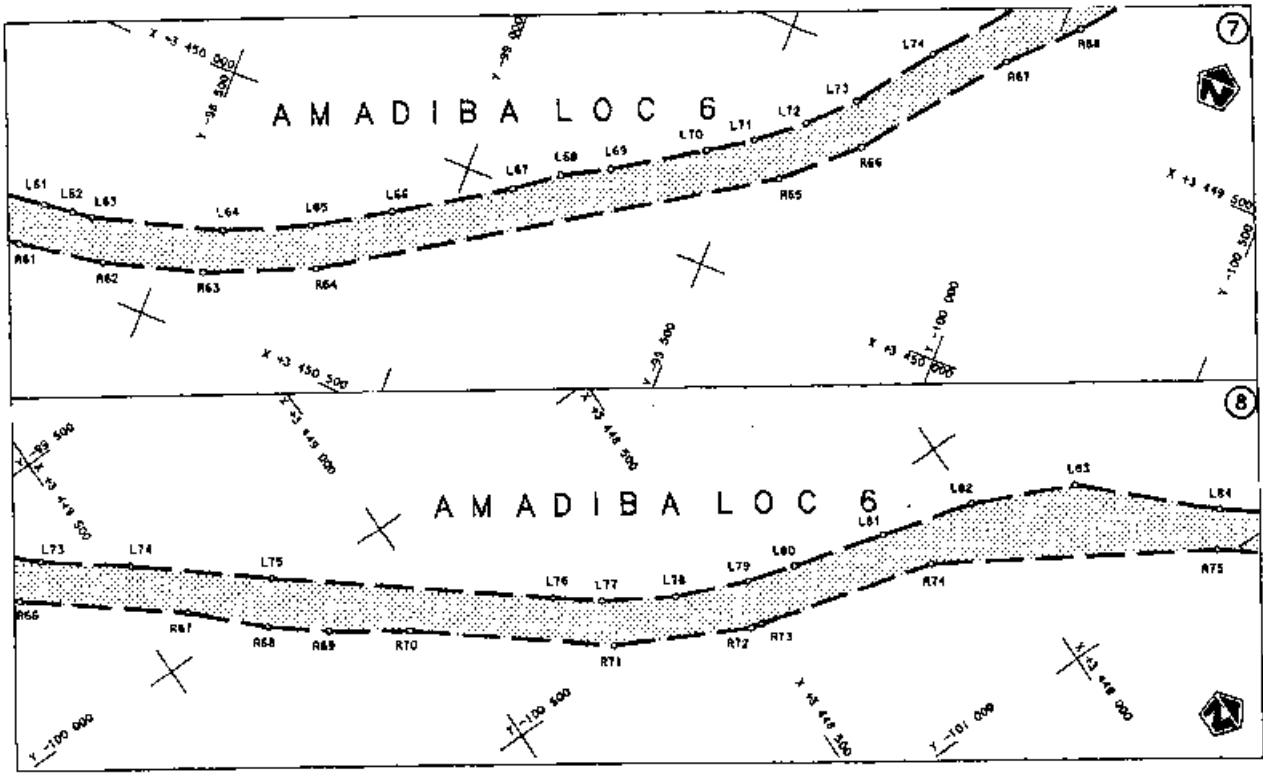 7
X +3 450 000
Y -98 500
Y -99 000
AMADIBA LOC 6
L61
L62
L63
L64
L65
L66
L67
L68
L69
L70
L71
L72
L73
L74
R61
R62
R63
R64
R65
R66
R67
R68
X +3 449 500
Y -100 500
X +3 450 500
Y -99 500
X +3 450 000
Y -100 000
N
8
Y -99 500
X +3 449 500
X +3 449 000
X +3 448 500
AMADIBA LOC 6
L73
L74
L75
L76
L77
L78
L79
L80
L81
L82
L83
L84
R66
R67
R68
R69
R70
R71
R72
R73
R74
R75
Y -100 000
Y -100 500
X +3 448 500
Y -101 000
X +3 448 000
N